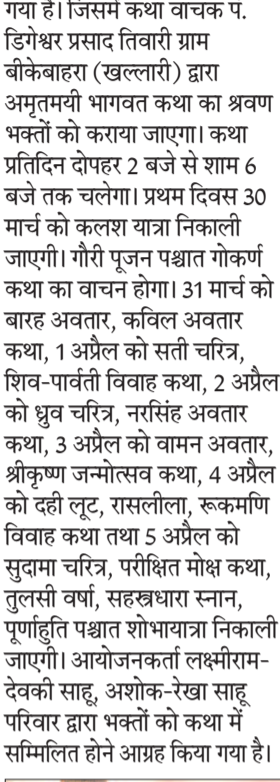 गया है। जिसमें कथा वाचक पं.
डिगेश्वर प्रसाद तिवारी ग्राम
बीकेबाहरा (खल्लारी) द्वारा
अमृतमयी भागवत कथा का श्रवण
भक्तों को कराया जाएगा। कथा
प्रतिदिन दोपहर 2 बजे से शाम 6
बजे तक चलेगा। प्रथम दिवस 30
मार्च को कलश यात्रा निकाली
जाएगी। गौरी पूजन पश्चात गोकर्ण
कथा का वाचन होगा। 31 मार्च को
बारह अवतार, कविल अवतार
कथा, 1 अप्रैल को सती चरित्र,
शिव-पार्वती विवाह कथा, 2 अप्रैल
को ध्रुव चरित्र, नरसिंह अवतार
कथा, 3 अप्रैल को वामन अवतार,
श्रीकृष्ण जन्मोत्सव कथा, 4 अप्रैल
को दही लूट, रासलीला, रूकमणि
विवाह कथा तथा 5 अप्रैल को
सुदामा चरित्र, परीक्षित मोक्ष कथा,
तुलसी वर्षा, सहस्त्रधारा स्नान,
पूर्णाहुति पश्चात शोभायात्रा निकाली
जाएगी। आयोजनकर्ता लक्ष्मीराम-
देवकी साहू, अशोक-रेखा साहू
परिवार द्वारा भक्तों को कथा में
सम्मिलित होने आग्रह किया गया है।